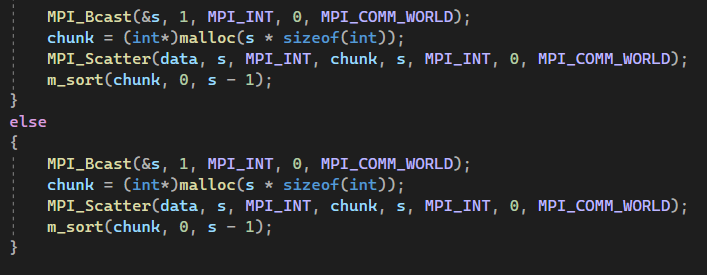 MPI_Bcast(&s, 1, MPI_INT, 0, MPI_COMM_WORLD);
chunk = (int*)malloc(s * sizeof(int));
MPI_Scatter(data, s, MPI_INT, chunk, s, MPI_INT, 0, MPI_COMM_WORLD);
m_sort(chunk, 0, s - 1);
}
else
{
MPI_Bcast(&s, 1, MPI_INT, 0, MPI_COMM_WORLD);
chunk = (int*)malloc(s * sizeof(int));
MPI_Scatter(data, s, MPI_INT, chunk, s, MPI_INT, 0, MPI_COMM_WORLD);
m_sort(chunk, 0, s - 1);
}